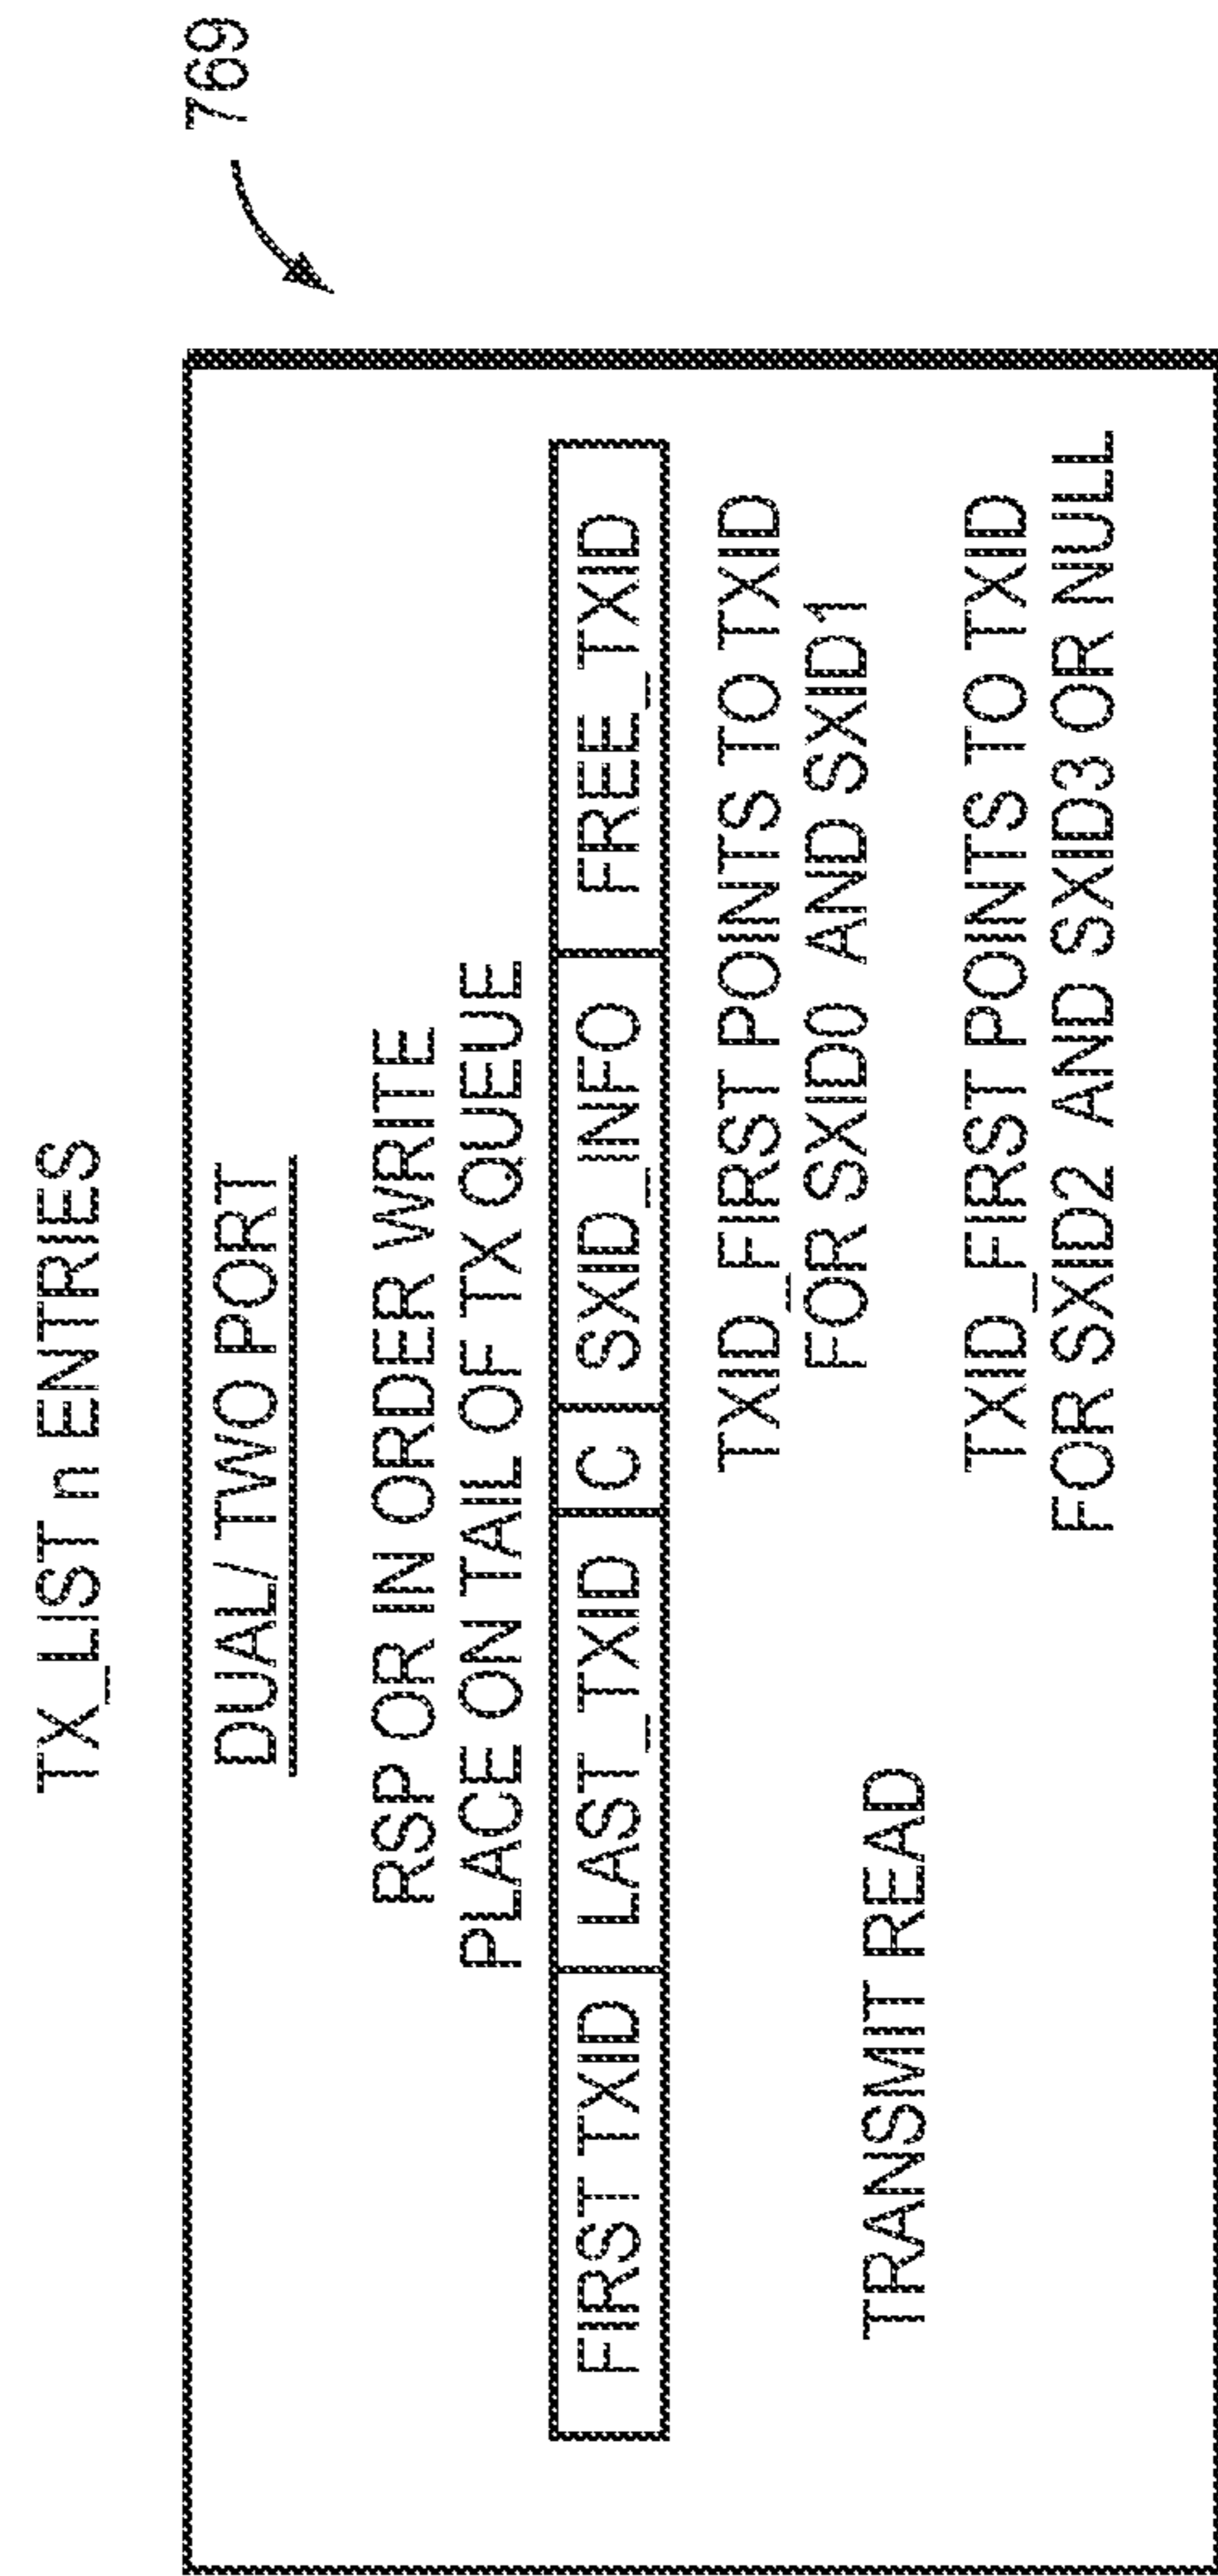 769
TX_LIST n ENTRIES
DUAL/ TWO PORT
RSP OR IN ORDER WRITE
PLACE ON TAIL OF TX QUEUE
FIRST TXID LAST_TXID C SXID_INFO FREE_TXID
TXID_FIRST POINTS TO TXID
FOR SXID0 AND SXID1
TRANSMIT READ
TXID_FIRST POINTS TO TXID
FOR SXID2 AND SXID3 OR NULL